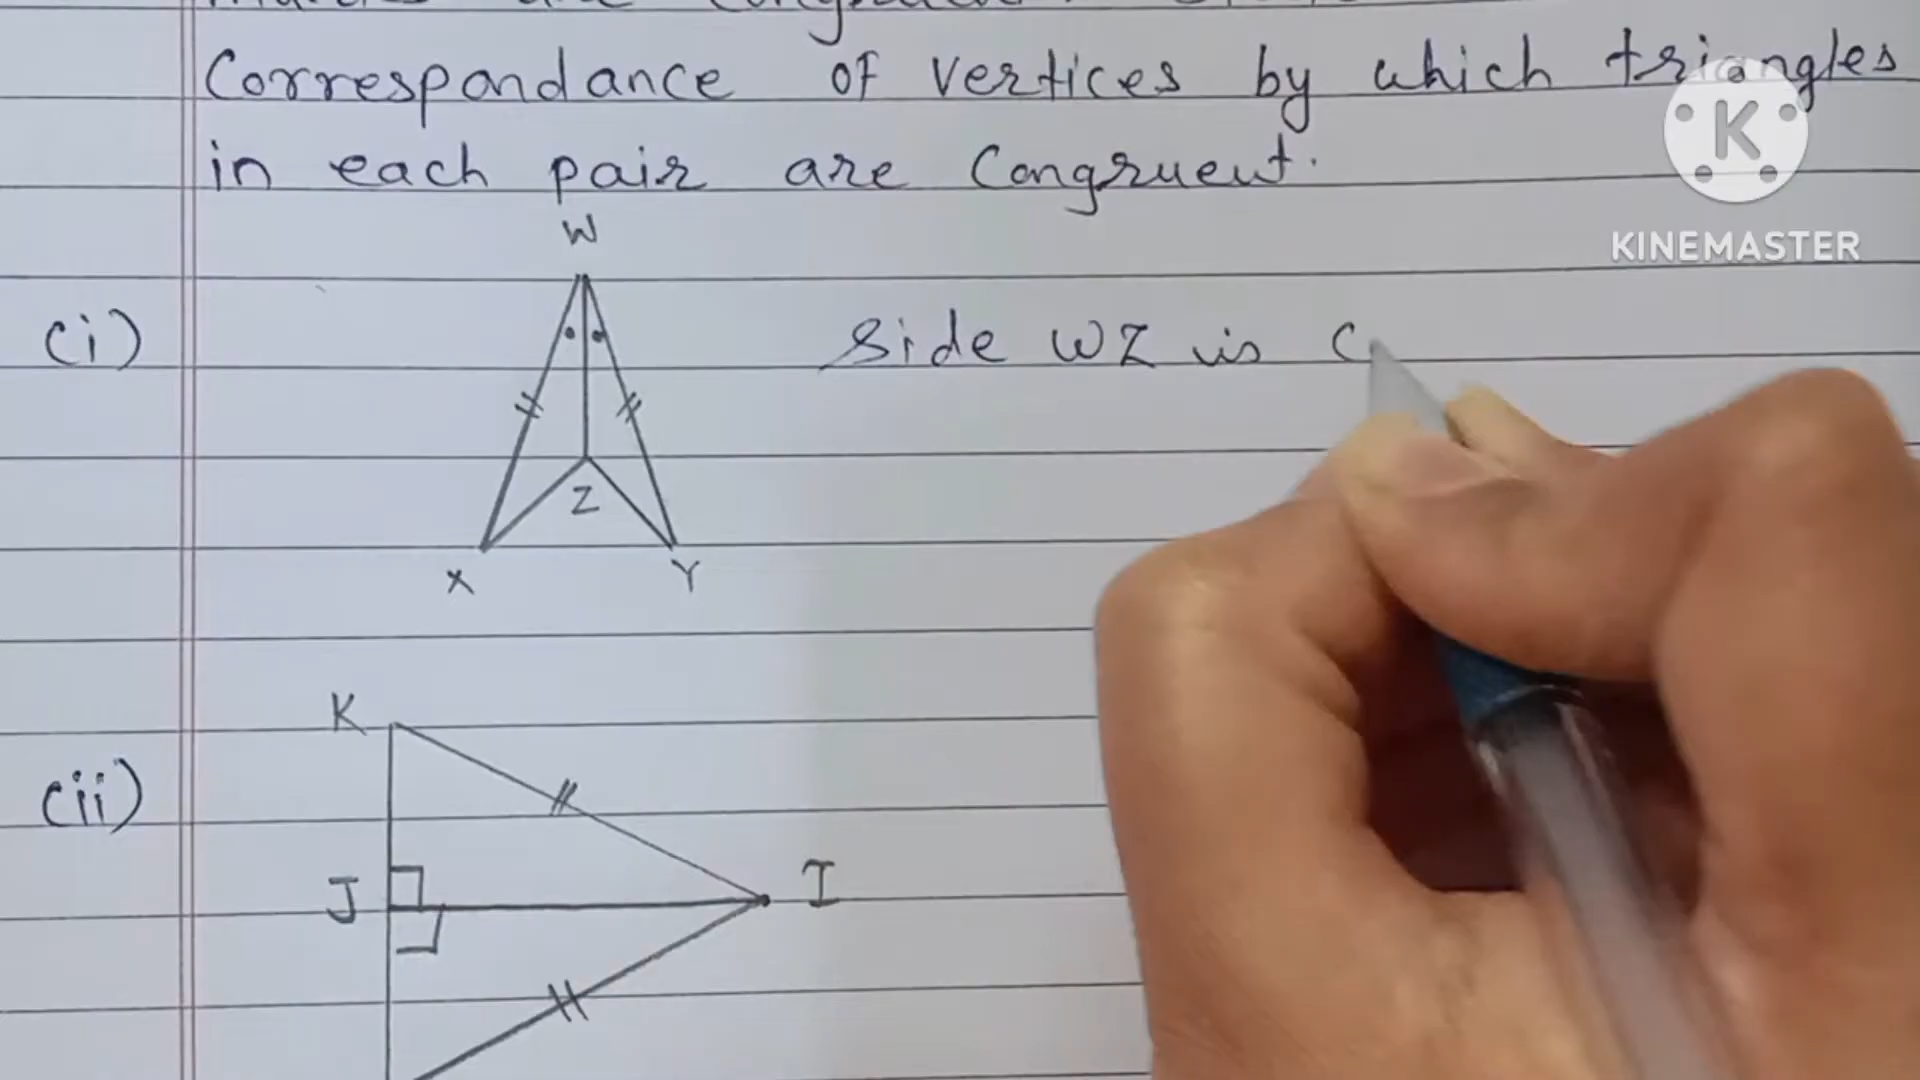 Correspondance of vertices by which triangles
in each pair are Congruent.
K
KINEMASTER
W
(i)
Side WZ is C
Z
X Y
K
(ii)
J I